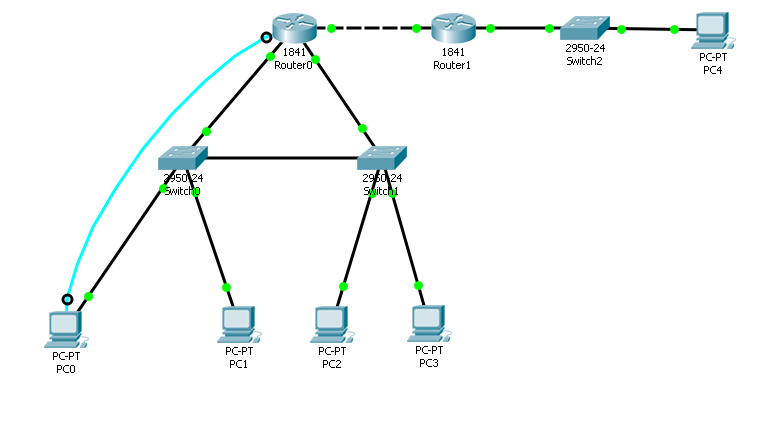 1841
Router0
1841
Router1
2950-24
Switch2
PC-PT
PC4
2950-24
Switch0
2950-24
Switch1
PC-PT
PC0
PC-PT
PC1
PC-PT
PC2
PC-PT
PC3